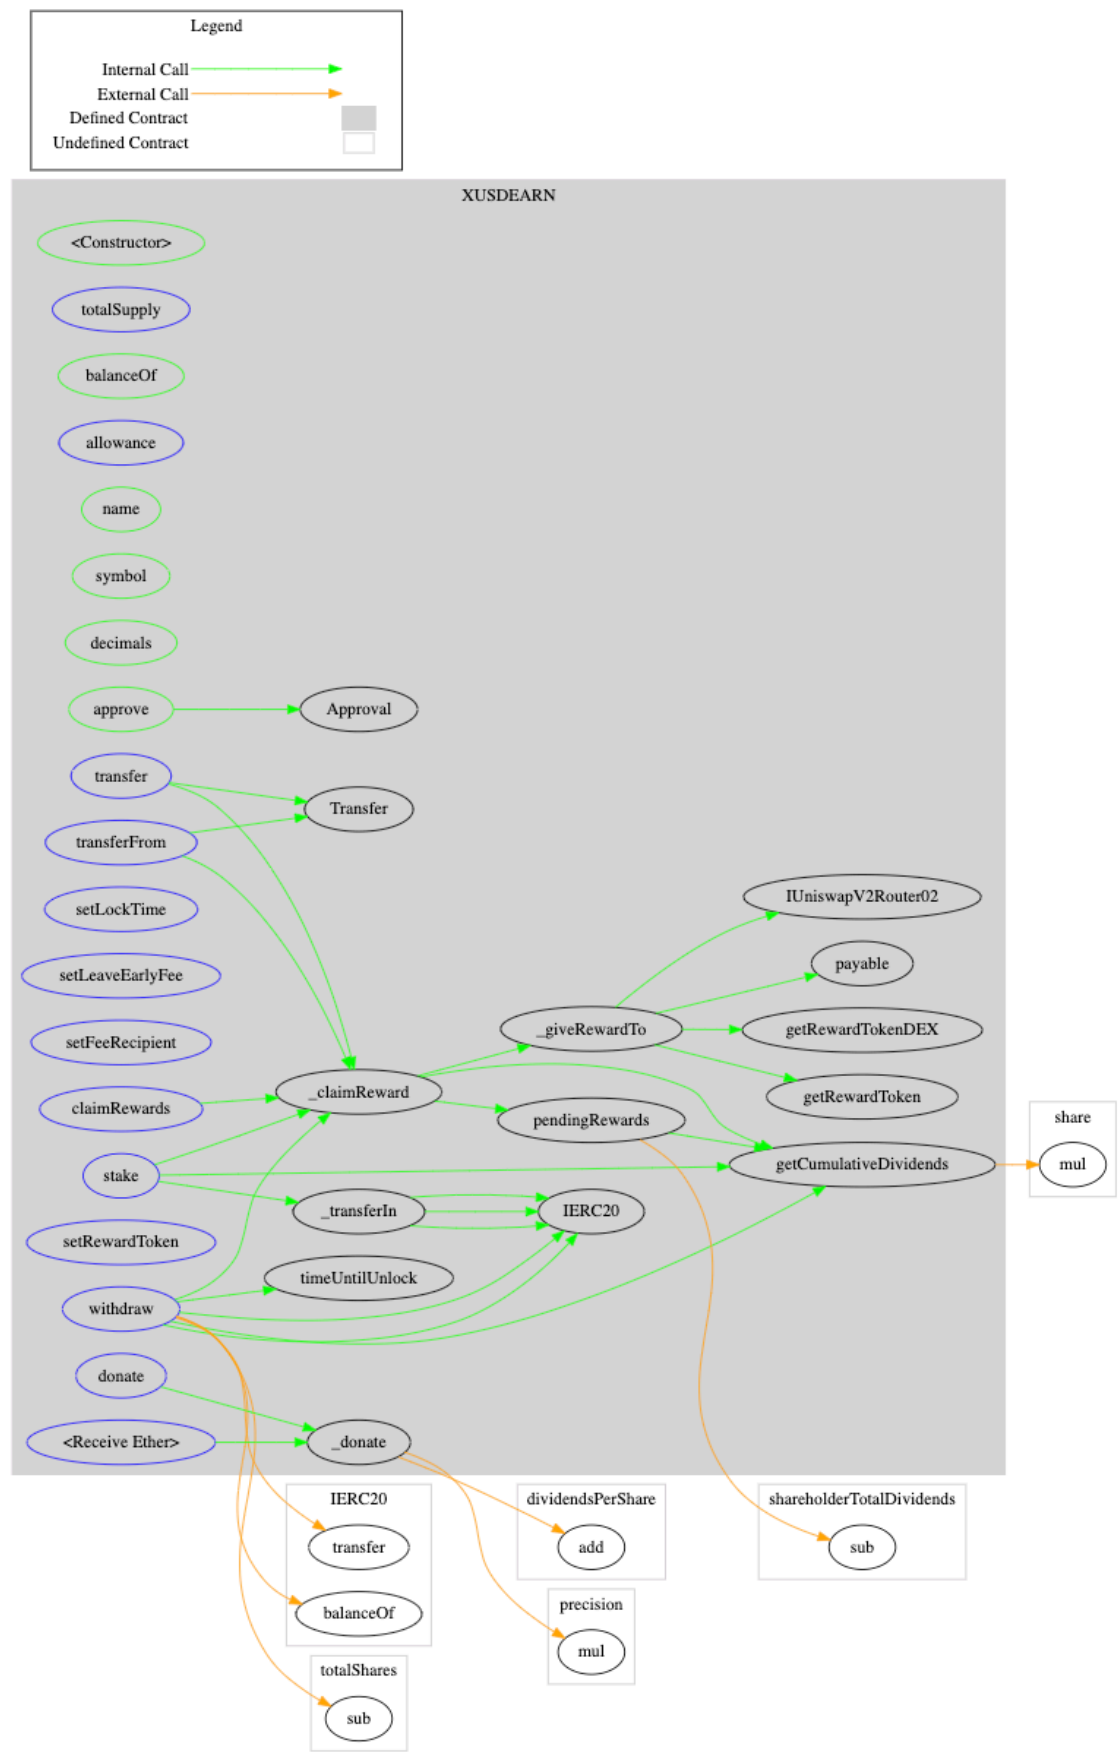 Legend
Internal Call
External Call
Defined Contract
Undefined Contract
XUSDEARN
<Constructor>
totalSupply
balanceOf
allowance
name
symbol
decimals
approve
Approval
transfer
Transfer
transferFrom
IUniswapV2Router02
setLockTime
payable
setLeaveEarlyFee
_giveRewardTo
getRewardTokenDEX
setFeeRecipient
_claimReward
getRewardToken
claimRewards
pendingRewards
share
stake
getCumulativeDividends
mul
_transferIn
IERC20
setRewardToken
timeUntilUnlock
withdraw
donate
<Receive Ether>
_donate
IERC20
dividendsPerShare
shareholderTotalDividends
transfer
add
sub
balanceOf
precision
mul
totalShares
sub